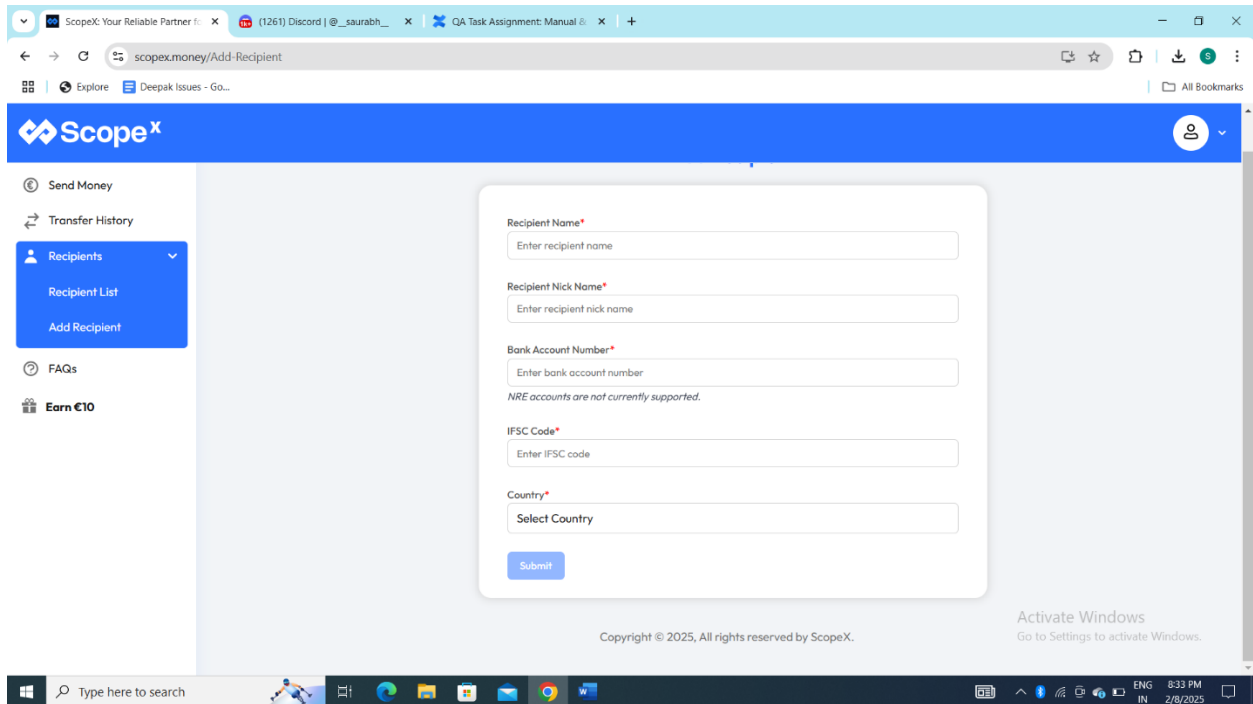 ScopeX: Your Reliable Partner fo
(1261) Discord | @_saurabh_
QA Task Assignment: Manual &
scopex.money/Add-Recipient
Explore
Deepak Issues - Go...
All Bookmarks
ScopeX
Send Money
Transfer History
Recipients
Recipient List
Add Recipient
FAQs
Earn €10
Recipient Name*
Enter recipient name
Recipient Nick Name*
Enter recipient nick name
Bank Account Number*
Enter bank account number
NRE accounts are not currently supported.
IFSC Code*
Enter IFSC code
Country*
Select Country
Submit
Copyright © 2025, All rights reserved by ScopeX.
Activate Windows
Go to Settings to activate Windows.
Type here to search
ENG
IN
8:33 PM
2/8/2025